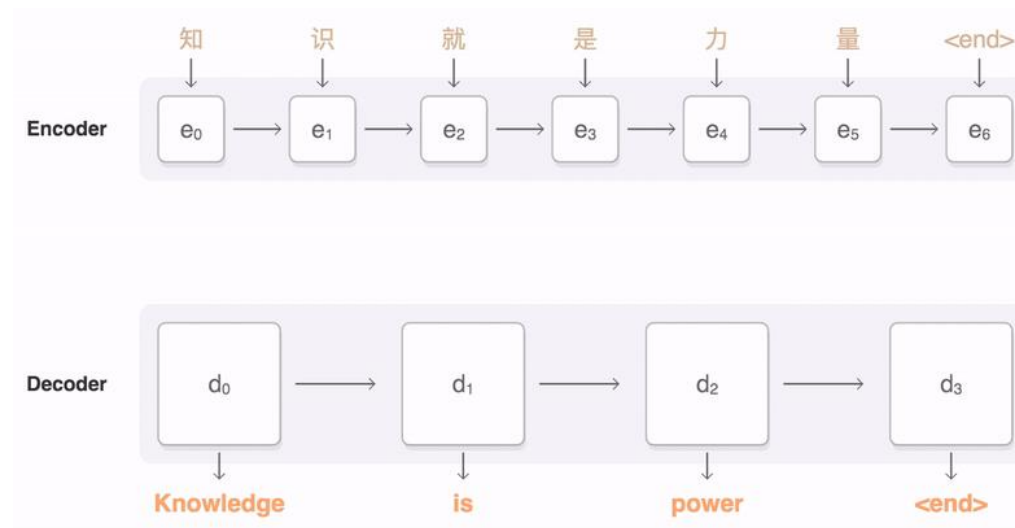 知 识 就 是 力 量 <end>
Encoder e₀ e₁ e₂ e₃ e₄ e₅ e₆
Decoder d₀ d₁ d₂ d₃
Knowledge is power <end>